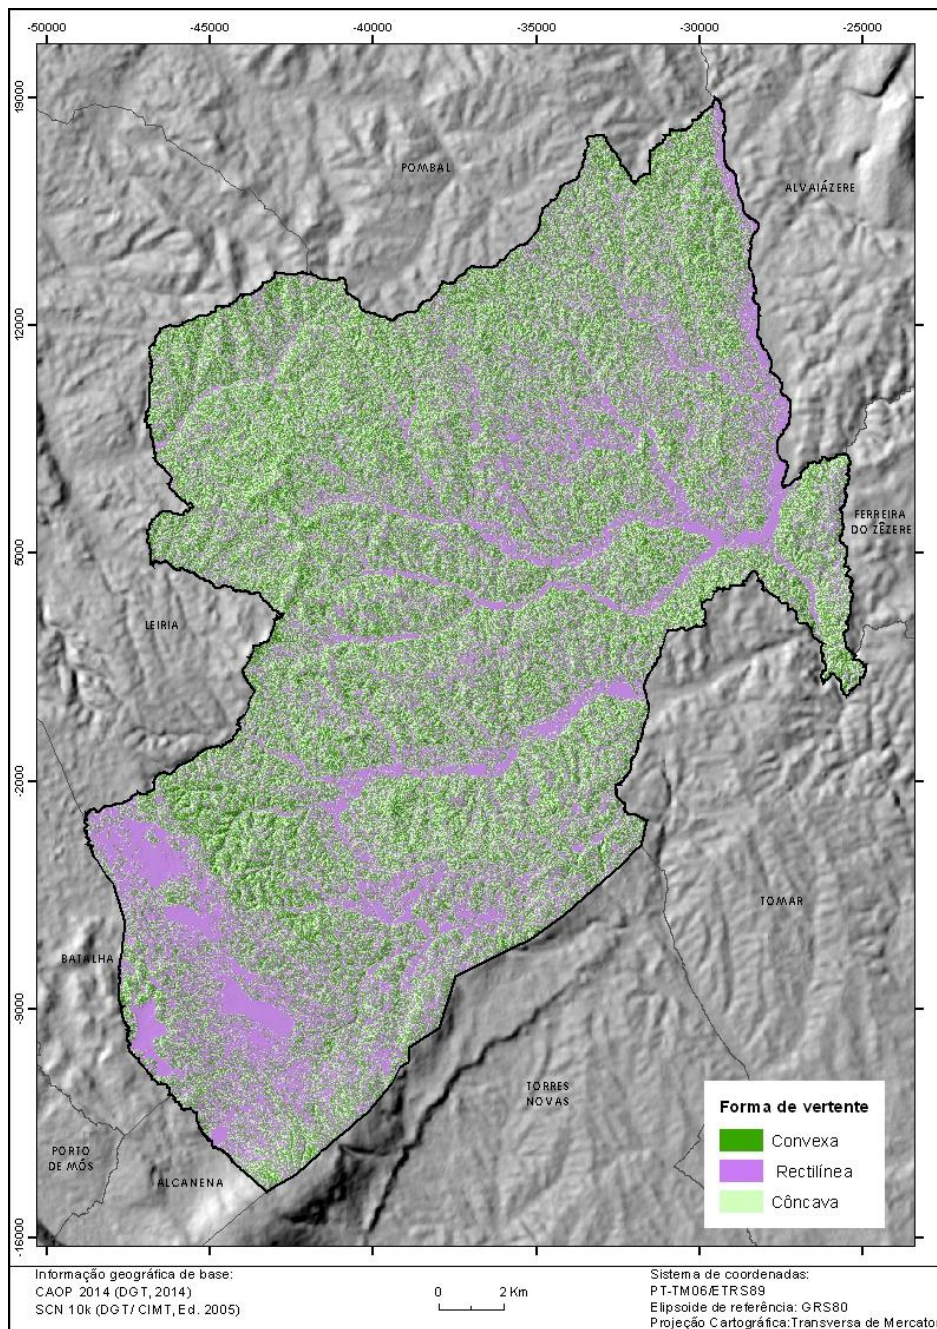 -50000 -45000 -40000 -35000 -30000 -25000
19000
POMBAL
ALVAIÁZERE
12000
FERREIRA
DO ZÊZERE
5000
LEIRIA
-2000
TOMAR
BATALHA
-9000
TORRES
NOVAS
PORTO
DE MÓS
ALCANENA
-16000
Forma de vertente
Convexa
Rectilínea
Côncava
Informação geográfica de base:
CAOP 2014 (DGT, 2014)
SCN 10k (DGT/ CIMT, Ed. 2005)
0 2 Km
Sistema de coordenadas:
PT-TM06/ETRS89
Elipsoide de referência: GRS80
Projeção Cartográfica:Transversa de Mercator